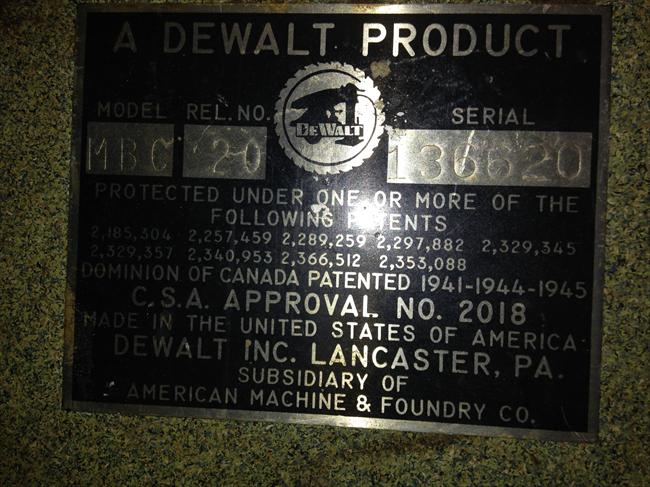 A DEWALT PRODUCT
MODEL REL. NO. SERIAL
DEWALT
MBC 20 136620
PROTECTED UNDER ONE OR MORE OF THE
FOLLOWING PATENTS
2,185,304 2,257,459 2,289,259 2,297,882 2,329,345
2,329,357 2,340,953 2,366,512 2,353,088
DOMINION OF CANADA PATENTED 1941-1944-1945
C.S.A. APPROVAL NO. 2018
MADE IN THE UNITED STATES OF AMERICA
DEWALT INC. LANCASTER, PA.
SUBSIDIARY OF
AMERICAN MACHINE & FOUNDRY CO.